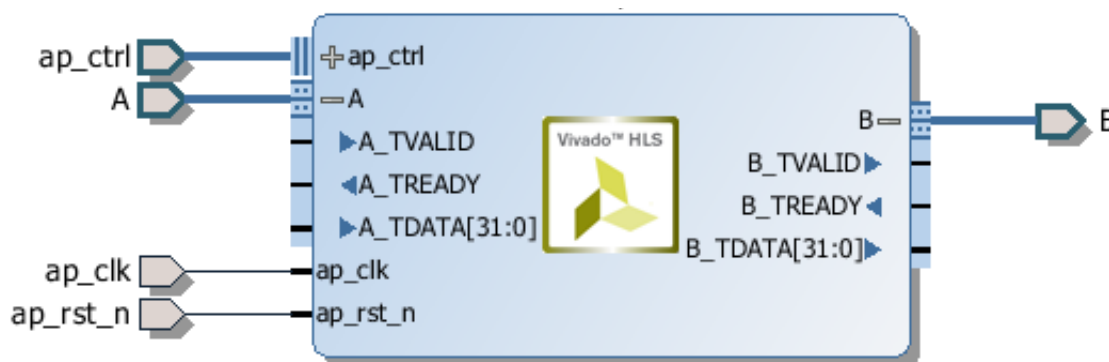 ap_ctrl
A
ap_clk
ap_rst_n
ap_ctrl
A
A_TVALID
A_TREADY
A_TDATA[31:0]
ap_clk
ap_rst_n
Vivado™ HLS
B
B_TVALID
B_TREADY
B_TDATA[31:0]
B